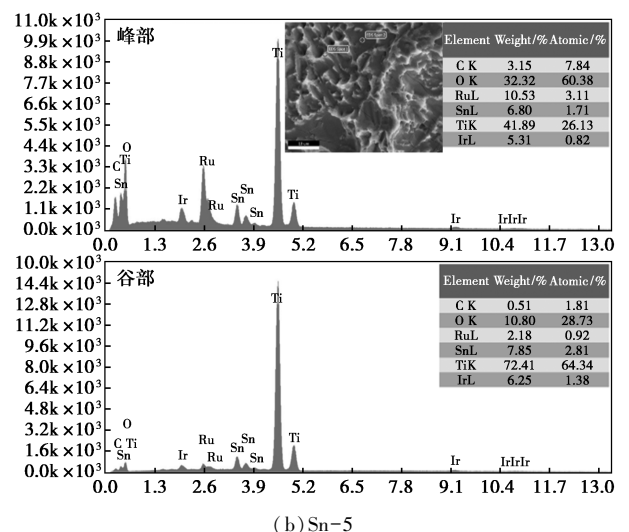 11.0k×10³
9.9k×10³
8.8k×10³
7.7k×10³
6.6k×10³
5.5k×10³
4.4k×10³
3.3k×10³
2.2k×10³
1.1k×10³
0.0k×10³
峰部
Ti
O
C Ti
Sn
Ir
Ru
Ru
Sn
Sn
Sn
Ti
Ir
IrIrIr
Element Weight/% Atomic/%
C K 3.15 7.84
O K 32.32 60.38
RuL 10.53 3.11
SnL 6.80 1.71
TiK 41.89 26.13
IrL 5.31 0.82
0.0 1.3 2.6 3.9 5.2 6.5 7.8 9.1 10.4 11.7 13.0
10.0k×10³
14.4k×10³
12.8k×10³
11.2k×10³
9.6k×10³
8.0k×10³
6.4k×10³
4.8k×10³
3.2k×10³
1.6k×10³
0.0k×10³
谷部
Ti
O
C Ti
Sn
Ir
Ru
Ru
Sn
Sn
Sn
Ti
Ir
IrIrIr
Element Weight/% Atomic/%
C K 0.51 1.81
O K 10.80 28.73
RuL 2.18 0.92
SnL 7.85 2.81
TiK 72.41 64.34
IrL 6.25 1.38
0.0 1.3 2.6 3.9 5.2 6.5 7.8 9.1 10.4 11.7 13.0
(b)Sn-5